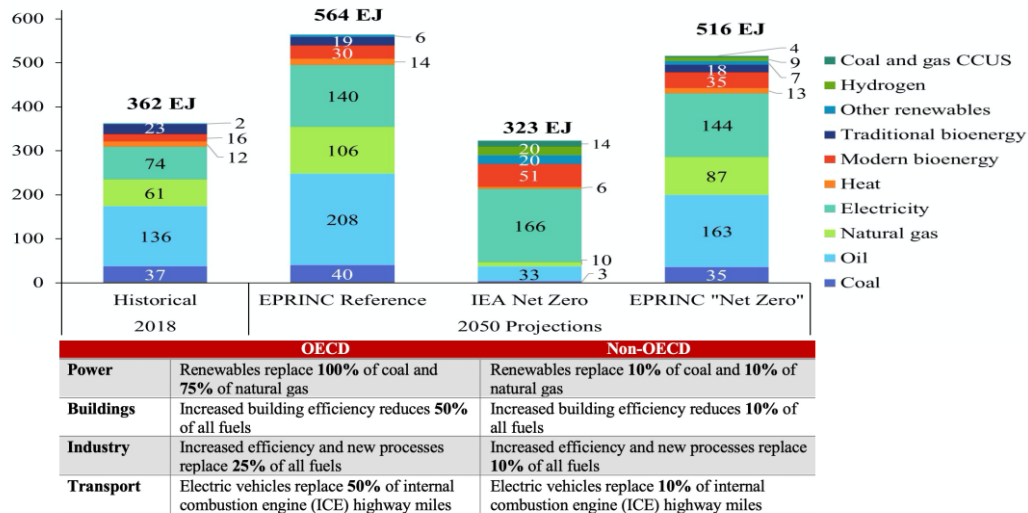 600
500
400
300
200
100
0
362 EJ
2
23
16
12
74
61
136
37
564 EJ
6
19
30
14
140
106
208
40
323 EJ
14
20
20
51
6
166
10
33
3
516 EJ
4
9
7
18
35
13
144
87
163
35
Coal and gas CCUS
Hydrogen
Other renewables
Traditional bioenergy
Modern bioenergy
Heat
Electricity
Natural gas
Oil
Coal
Historical EPRINC Reference IEA Net Zero EPRINC "Net Zero"
2018 2050 Projections
OECD Non-OECD
Power Renewables replace 100% of coal and Renewables replace 10% of coal and 10% of
75% of natural gas natural gas
Buildings Increased building efficiency reduces 50% Increased building efficiency reduces 10% of
of all fuels all fuels
Industry Increased efficiency and new processes Increased efficiency and new processes replace
replace 25% of all fuels 10% of all fuels
Transport Electric vehicles replace 50% of internal Electric vehicles replace 10% of internal
combustion engine (ICE) highway miles combustion engine (ICE) highway miles